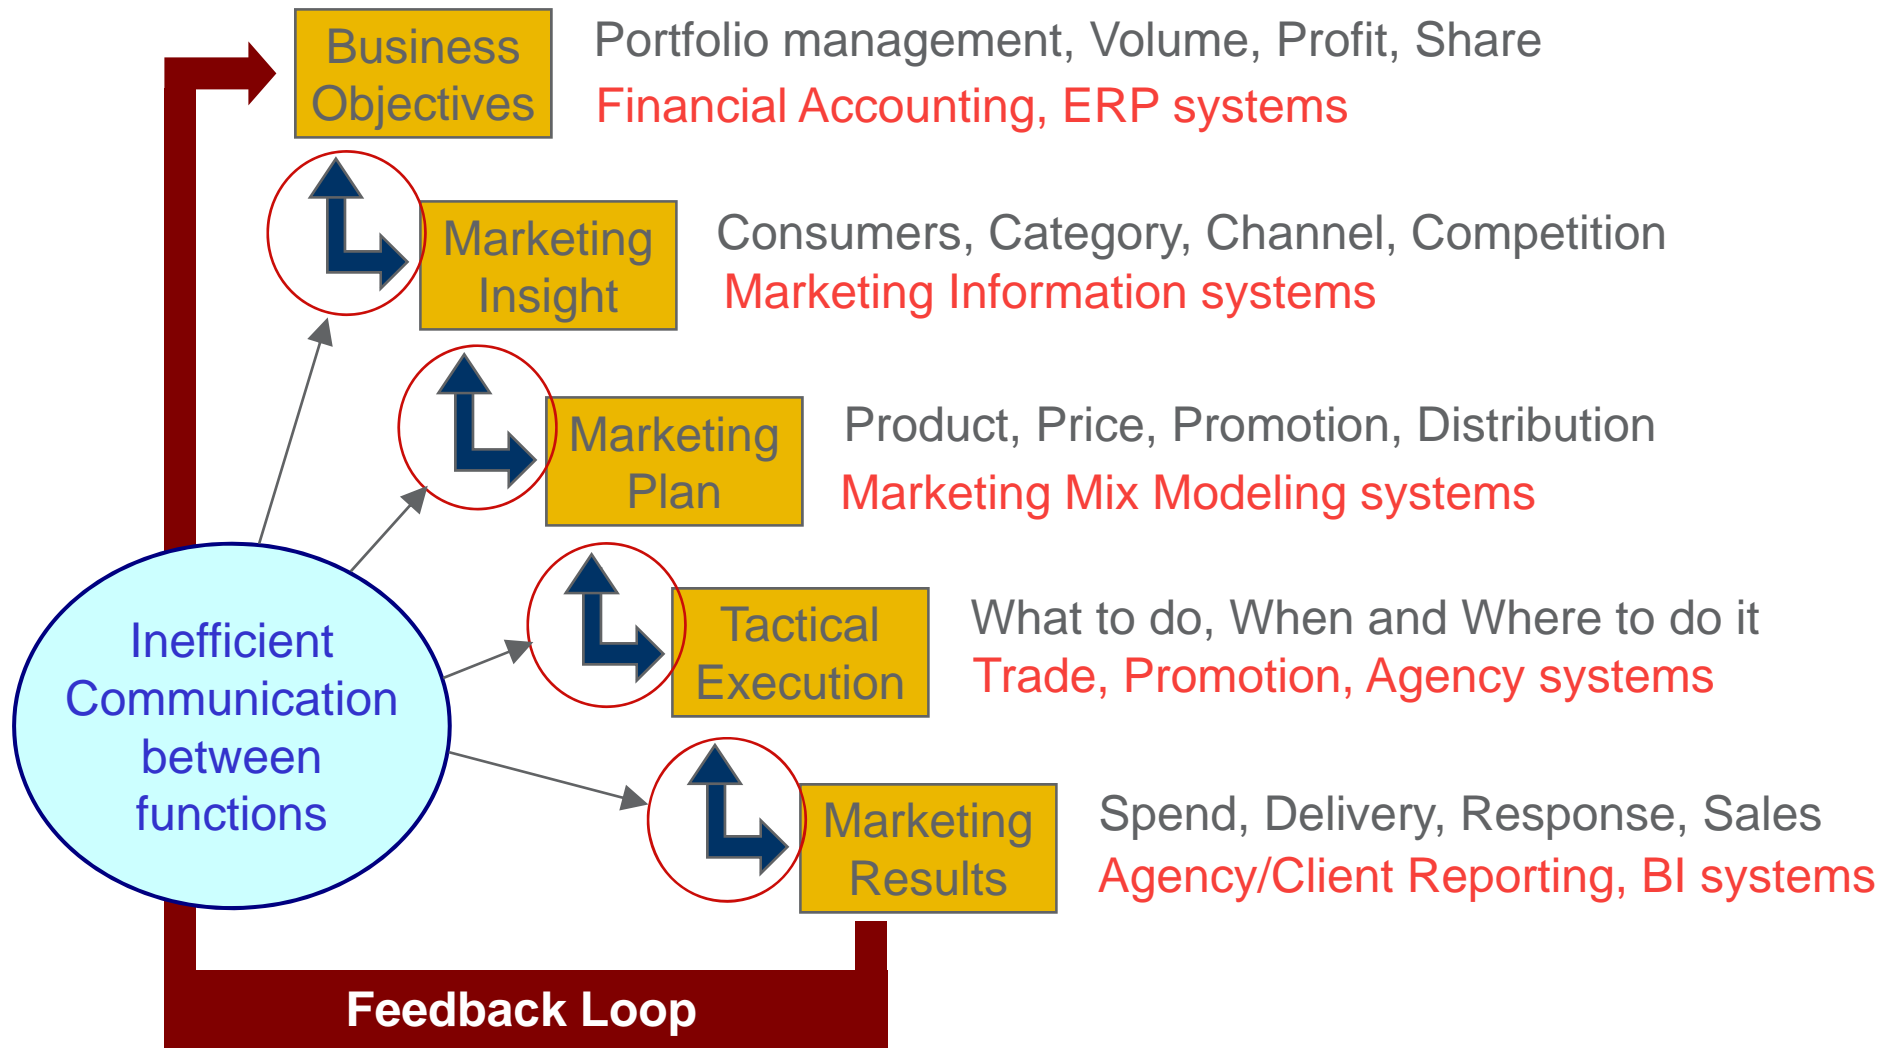 Business
Objectives
Portfolio management, Volume, Profit, Share
Financial Accounting, ERP systems
Marketing
Insight
Consumers, Category, Channel, Competition
Marketing Information systems
Marketing
Plan
Product, Price, Promotion, Distribution
Marketing Mix Modeling systems
Tactical
Execution
What to do, When and Where to do it
Trade, Promotion, Agency systems
Inefficient
Communication
between
functions
Marketing
Results
Spend, Delivery, Response, Sales
Agency/Client Reporting, BI systems
Feedback Loop